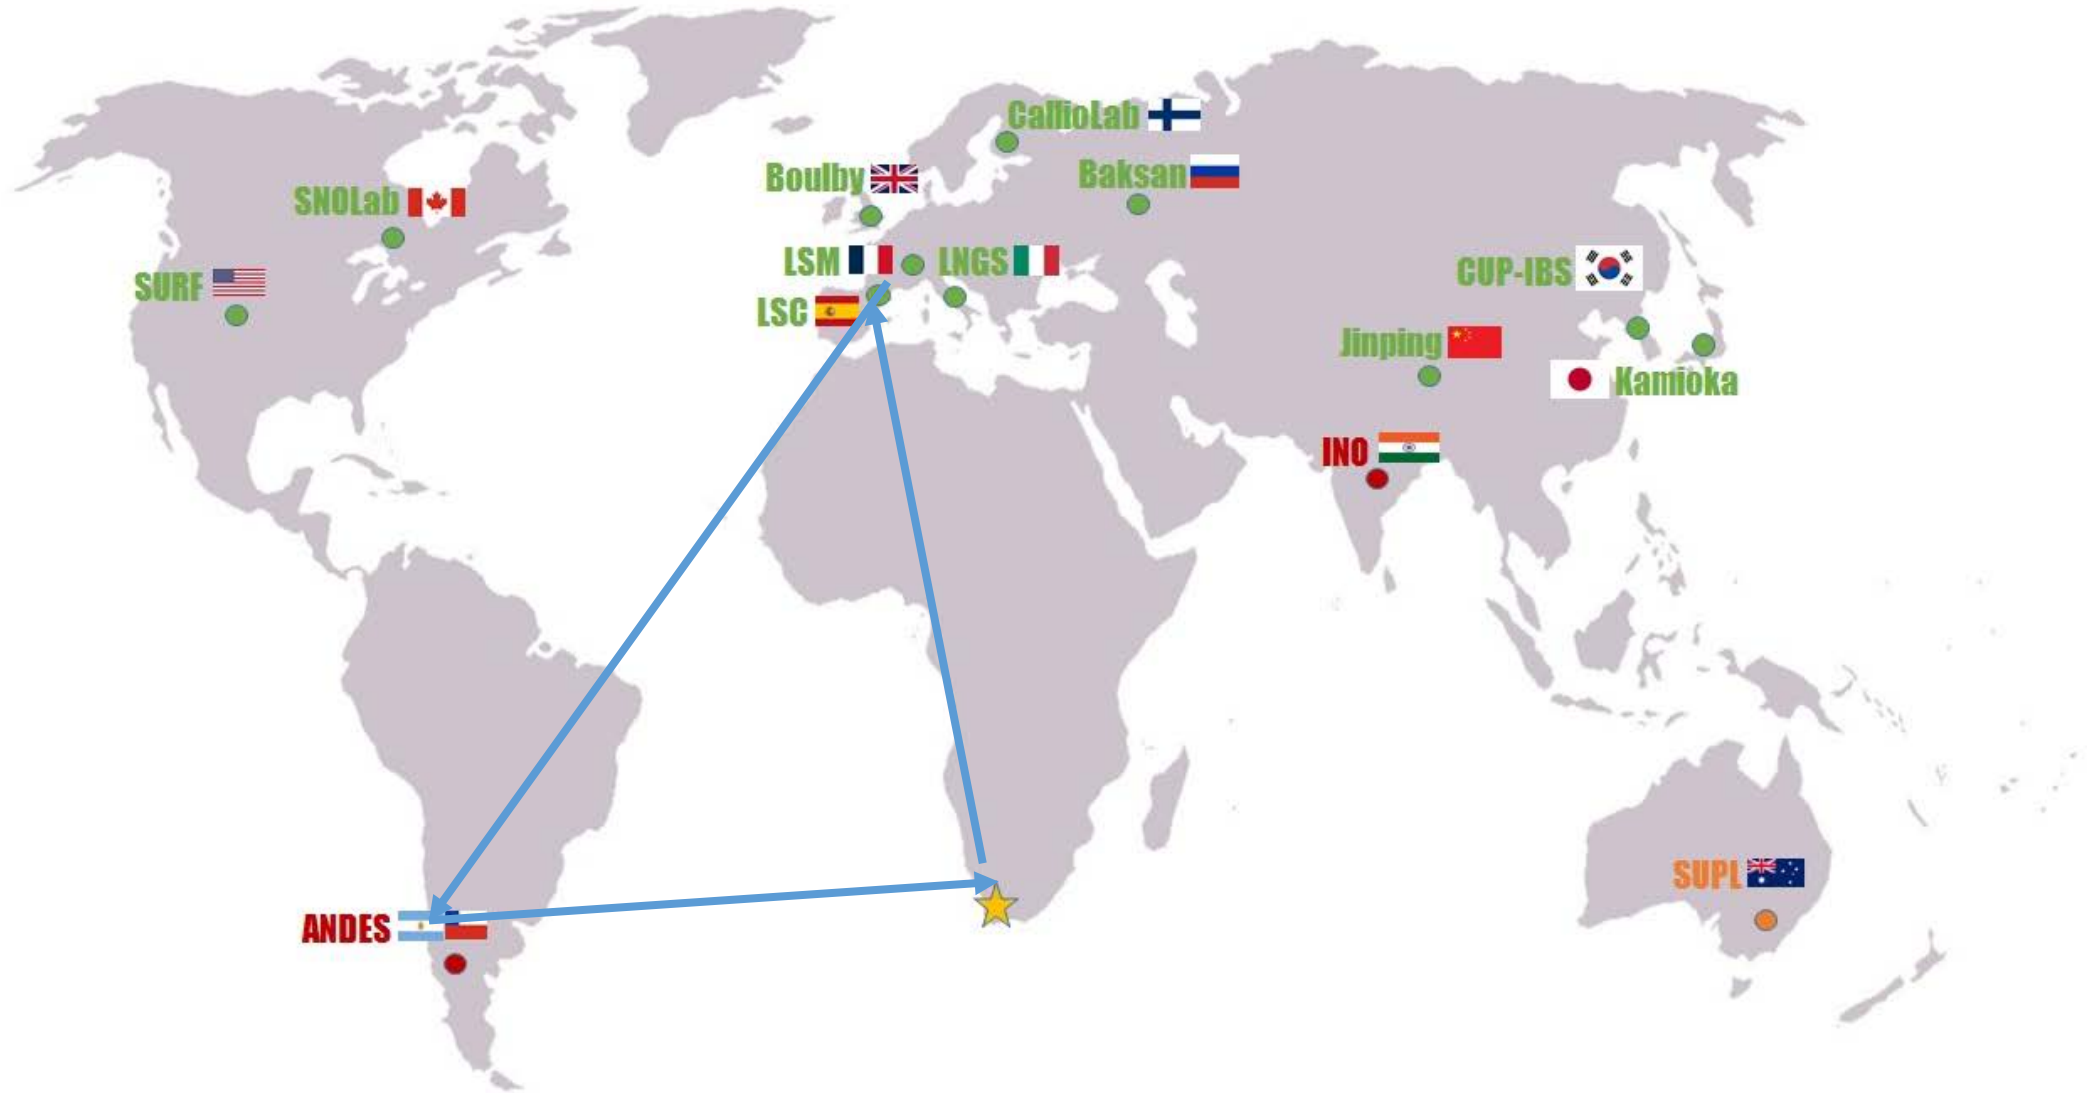 CallioLab
Boulby
Baksan
SNOLab
LSM
LNGS
SURF
CUP-IBS
LSC
Jinping
Kamioka
INO
SUPL
ANDES